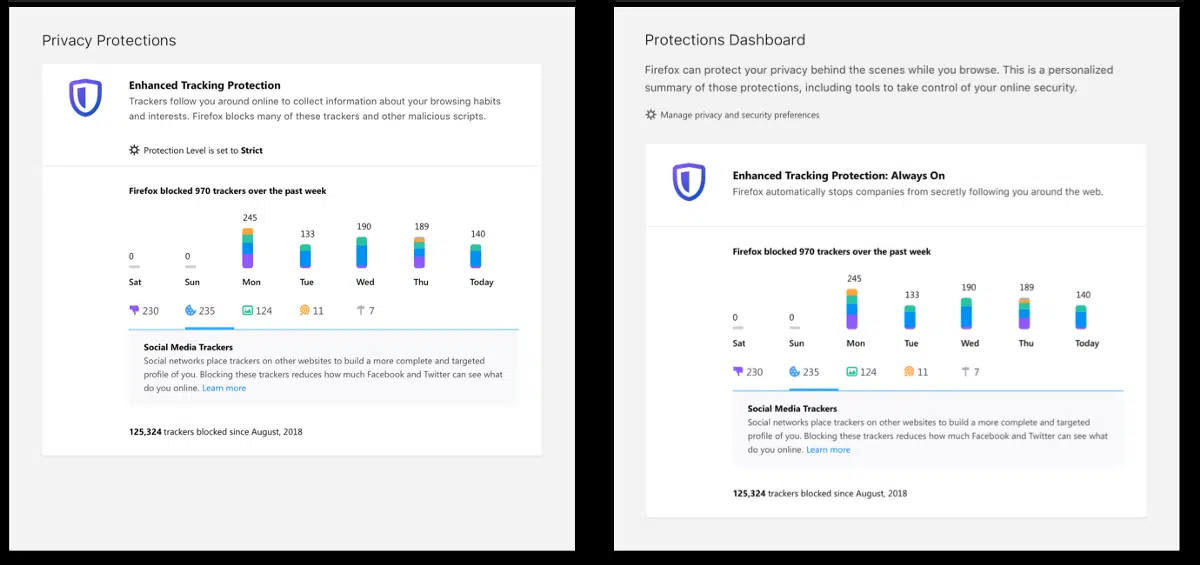 Privacy Protections
Enhanced Tracking Protection
Trackers follow you around online to collect information about your browsing habits
and interests. Firefox blocks many of these trackers and other malicious scripts.
Protection Level is set to Strict
Firefox blocked 970 trackers over the past week
0 0 245 133 190 189 140
Sat Sun Mon Tue Wed Thu Today
230 235 124 11 7
Social Media Trackers
Social networks place trackers on other websites to build a more complete and targeted
profile of you. Blocking these trackers reduces how much Facebook and Twitter can see what
do you online. Learn more
125,324 trackers blocked since August, 2018
Protections Dashboard
Firefox can protect your privacy behind the scenes while you browse. This is a personalized
summary of those protections, including tools to take control of your online security.
Manage privacy and security preferences
Enhanced Tracking Protection: Always On
Firefox automatically stops companies from secretly following you around the web.
Firefox blocked 970 trackers over the past week
0 0 245 133 190 189 140
Sat Sun Mon Tue Wed Thu Today
230 235 124 11 7
Social Media Trackers
Social networks place trackers on other websites to build a more complete and targeted
profile of you. Blocking these trackers reduces how much Facebook and Twitter can see what
do you online. Learn more
125,324 trackers blocked since August, 2018